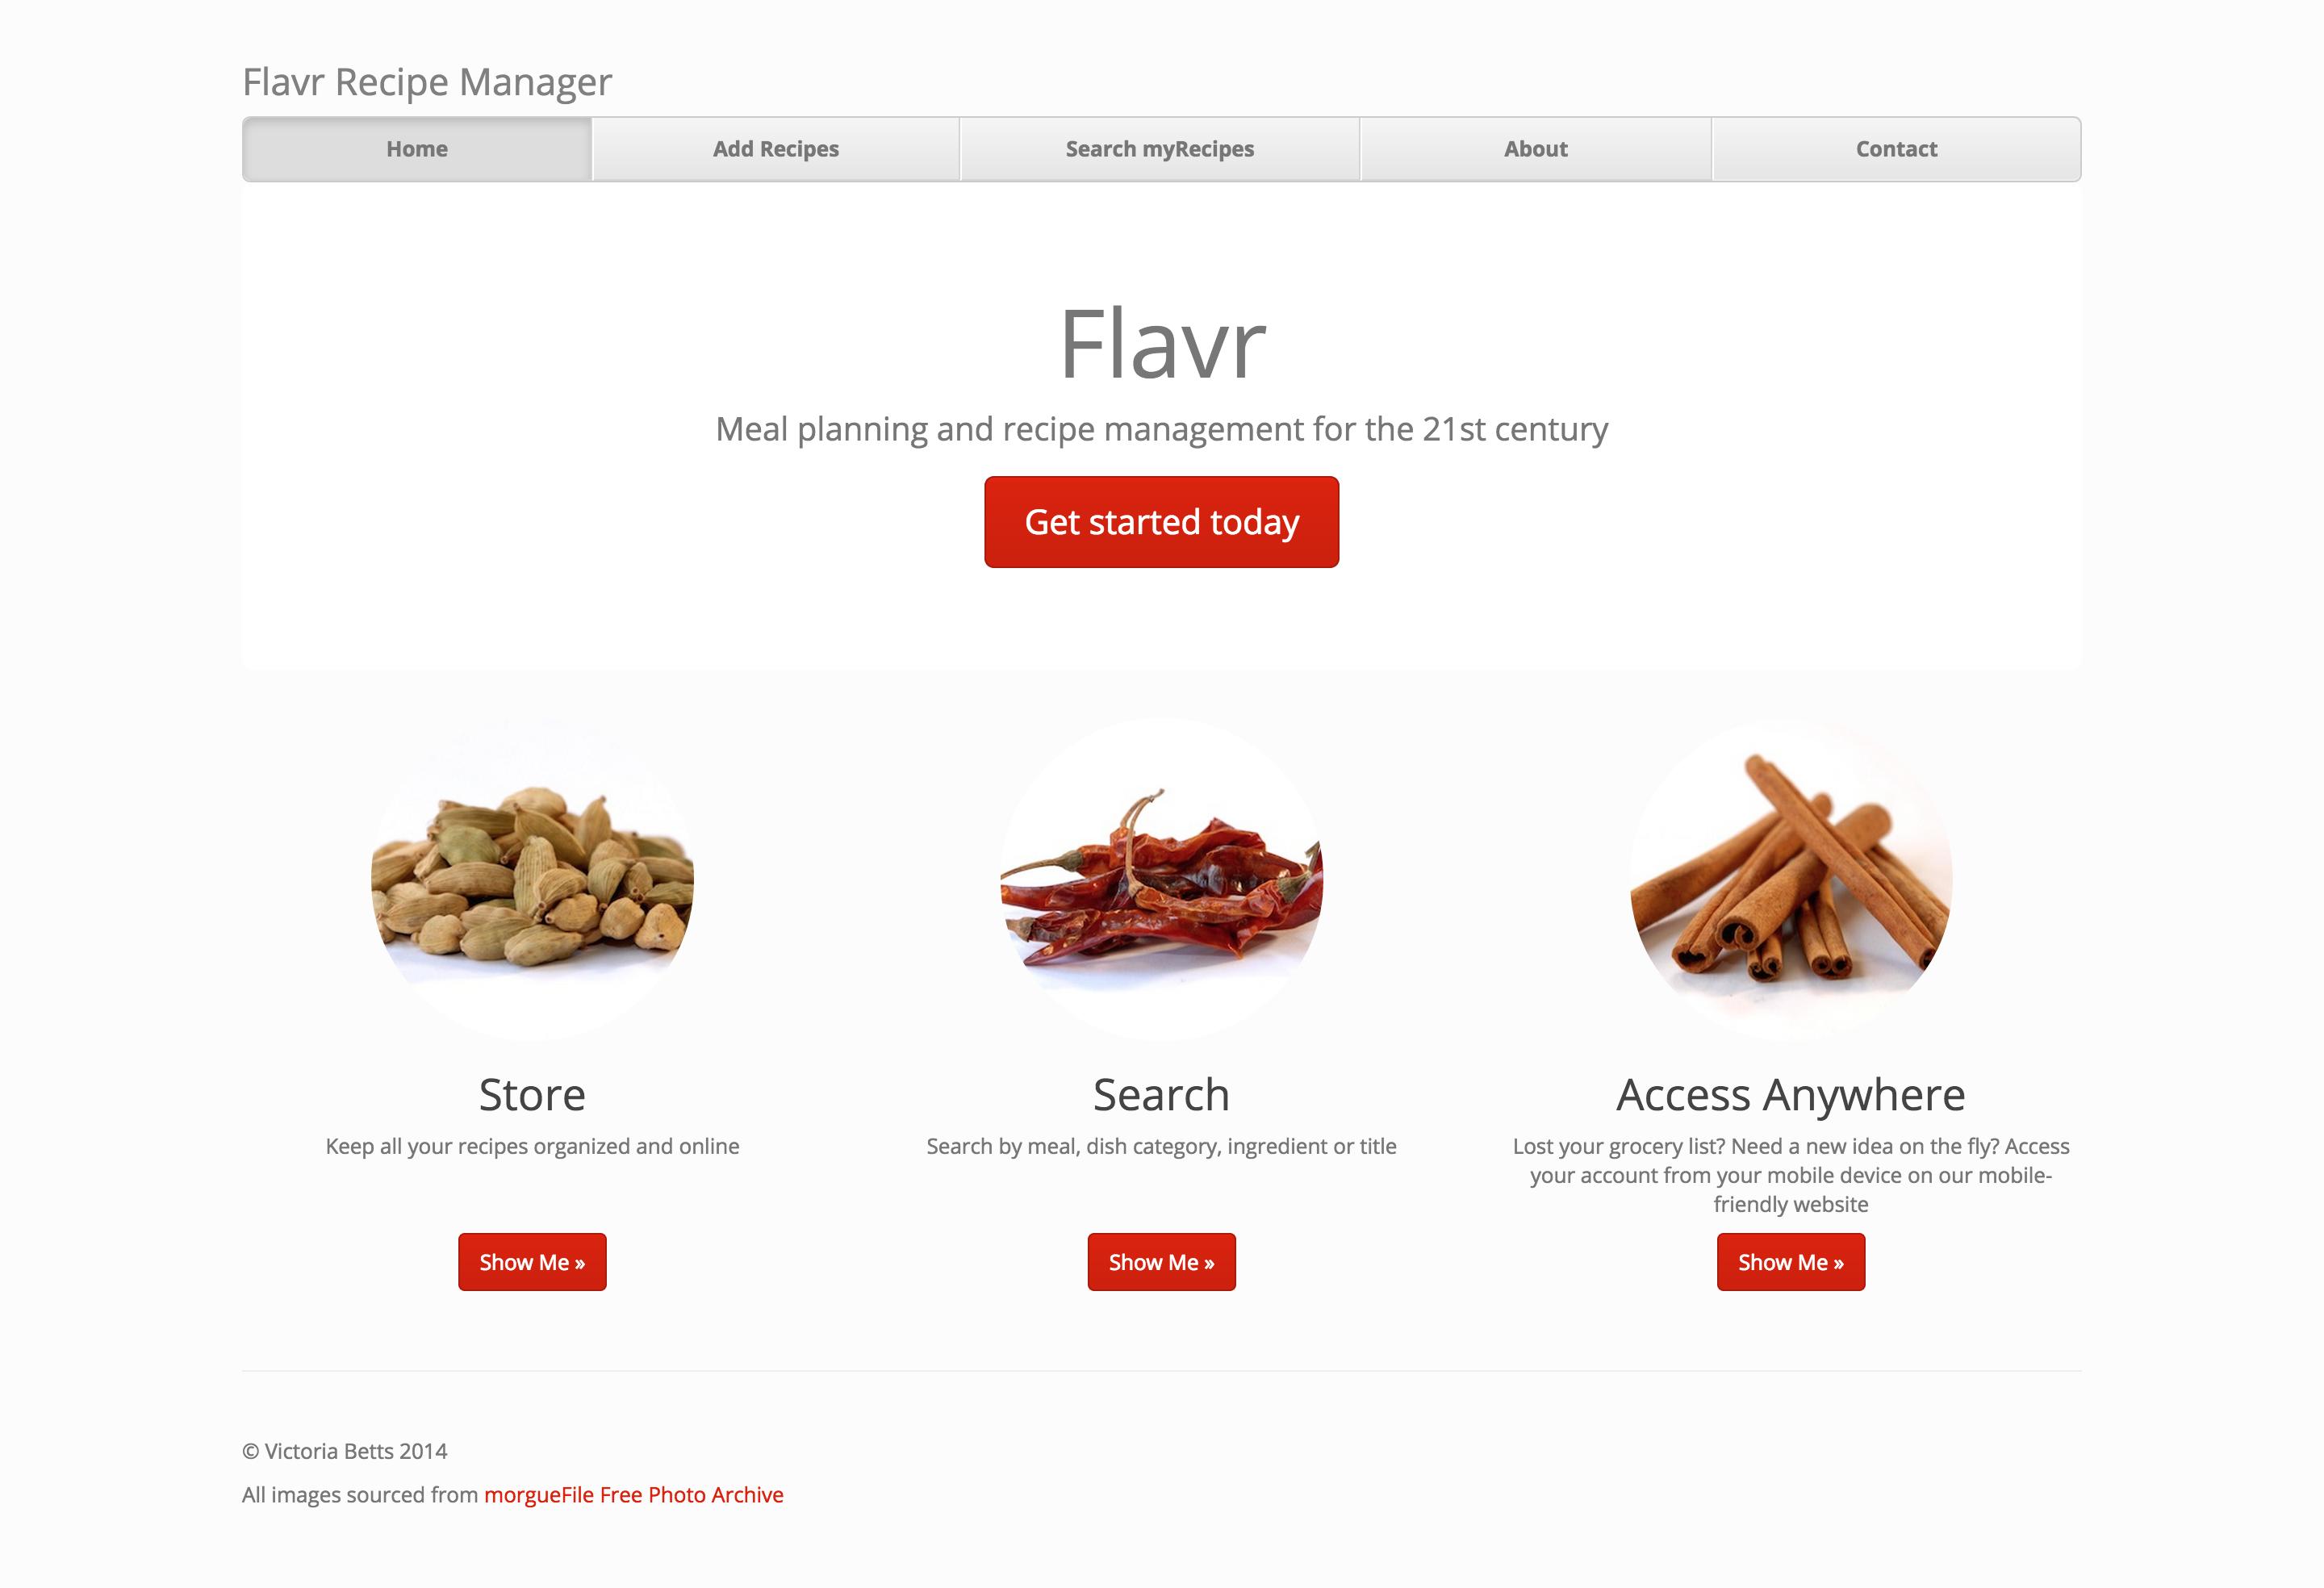 Flavr Recipe Manager
Home
Add Recipes
Search myRecipes
About
Contact
Flavr
Meal planning and recipe management for the 21st century
Get started today
Store
Keep all your recipes organized and online
Show Me »
Search
Search by meal, dish category, ingredient or title
Show Me »
Access Anywhere
Lost your grocery list? Need a new idea on the fly? Access
your account from your mobile device on our mobile-
friendly website
Show Me »
© Victoria Betts 2014
All images sourced from morgueFile Free Photo Archive